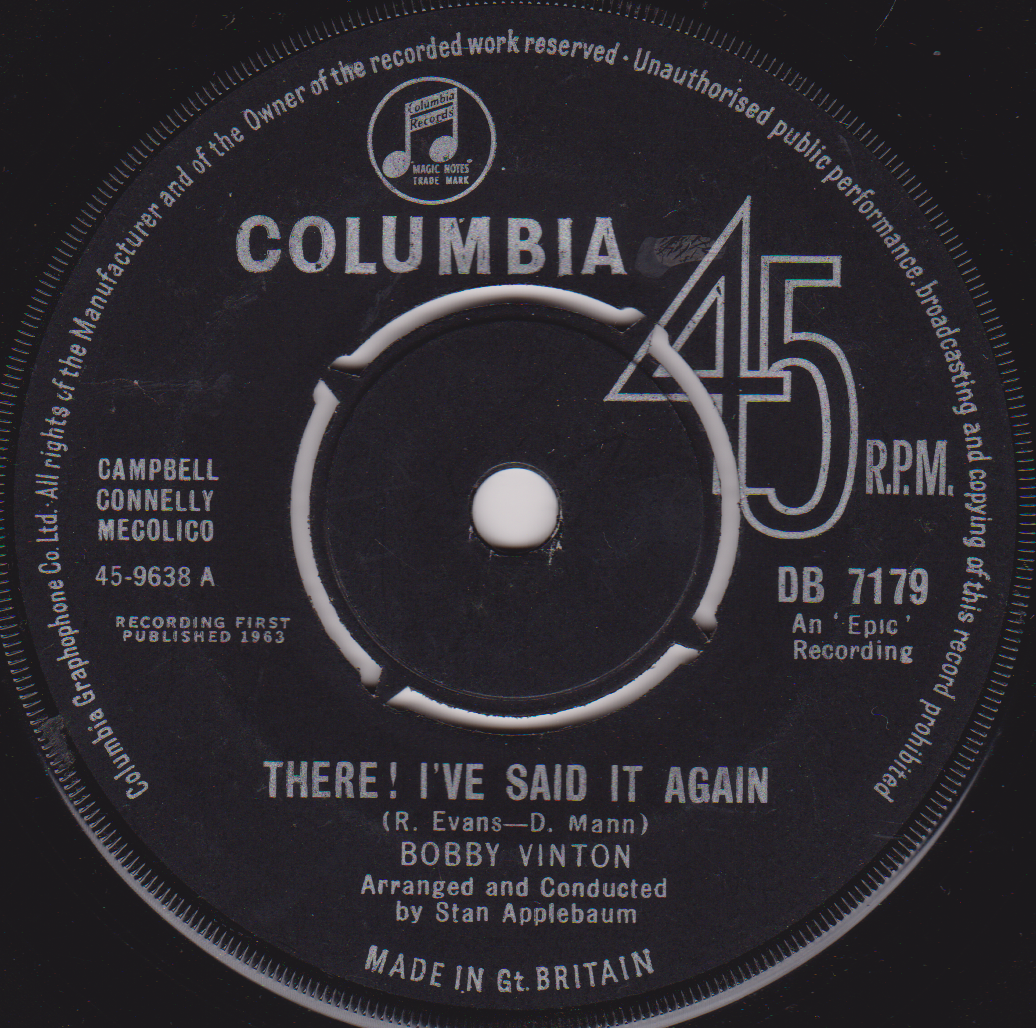 Columbia Graphophone Co. Ltd. · All rights of the Manufacturer and of the Owner of the recorded work reserved · Unauthorised public performance, broadcasting and copying of this record prohibited
Columbia
Records
MAGIC NOTES
TRADE MARK
COLUMBIA
45
R.P.M.
CAMPBELL
CONNELLY
MECOLICO
45-9638 A
RECORDING FIRST
PUBLISHED 1963
DB 7179
An 'Epic'
Recording
THERE! I'VE SAID IT AGAIN
(R. Evans—D. Mann)
BOBBY VINTON
Arranged and Conducted
by Stan Applebaum
MADE IN Gt. BRITAIN